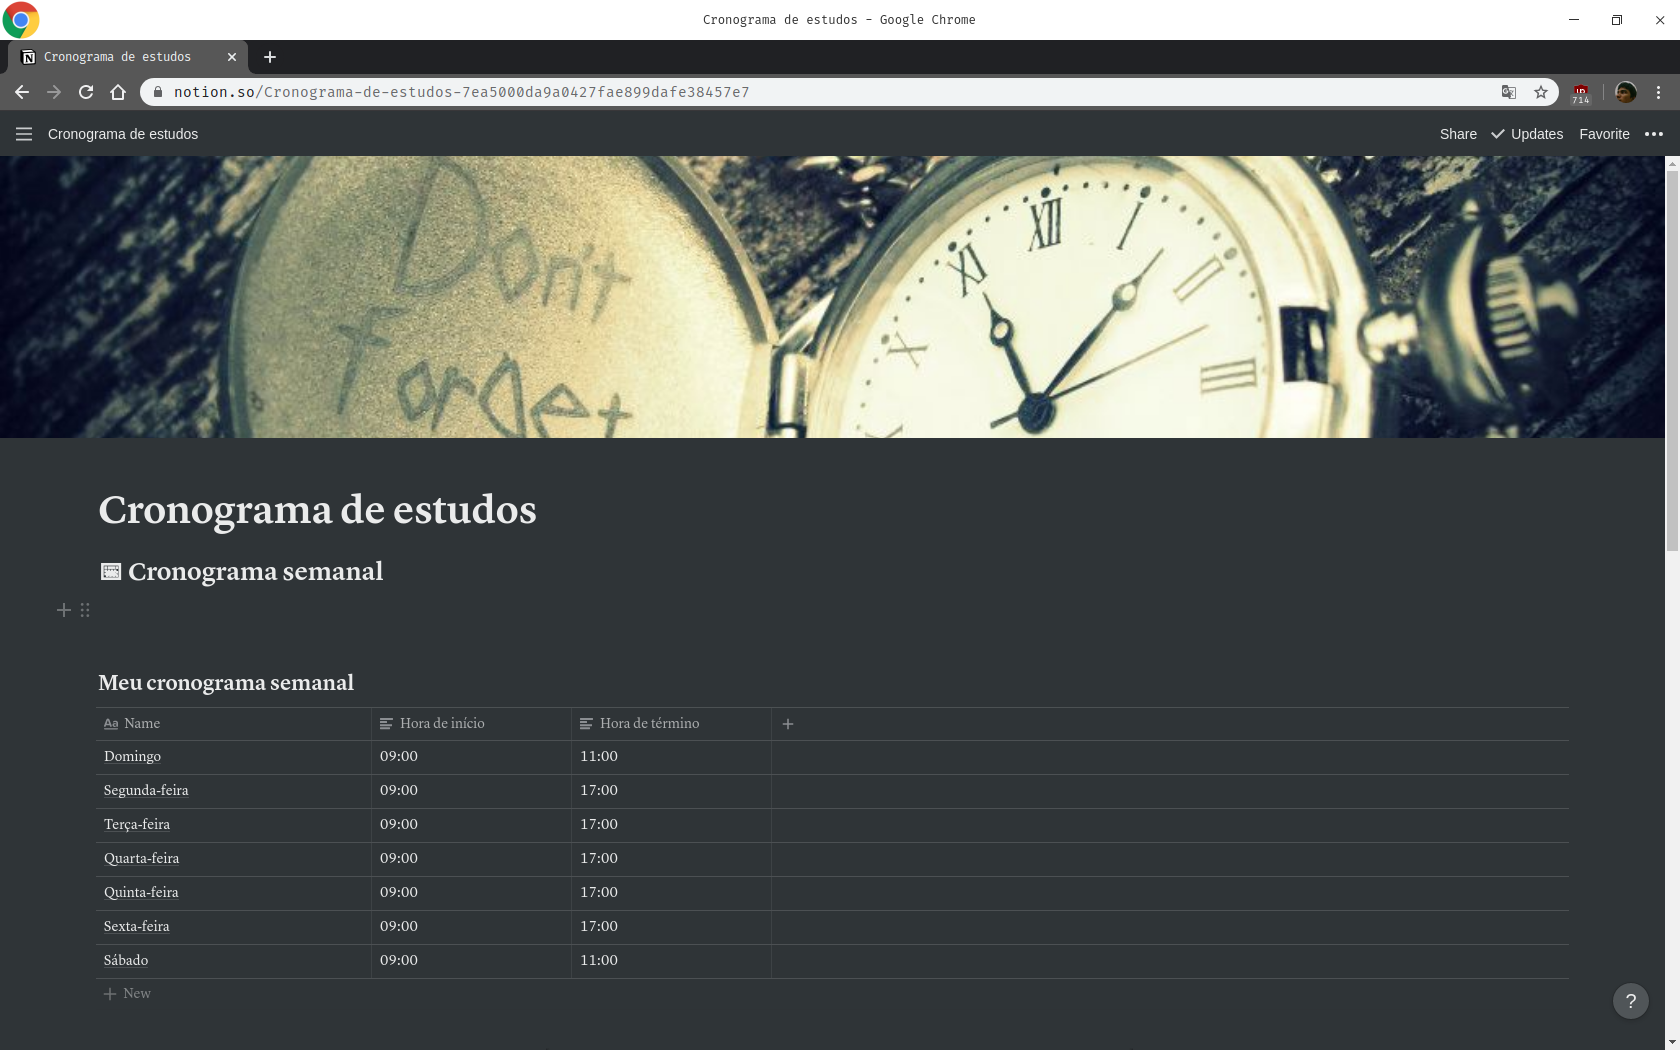 Cronograma de estudos - Google Chrome
Cronograma de estudos
notion.so/Cronograma-de-estudos-7ea5000da9a0427fae899dafe38457e7
714
Cronograma de estudos
Share Updates Favorite
Don't
Forget
X XI XII I II III
Cronograma de estudos
Cronograma semanal
Meu cronograma semanal
Aa Name Hora de início Hora de término
Domingo 09:00 11:00
Segunda-feira 09:00 17:00
Terça-feira 09:00 17:00
Quarta-feira 09:00 17:00
Quinta-feira 09:00 17:00
Sexta-feira 09:00 17:00
Sábado 09:00 11:00
+ New
?